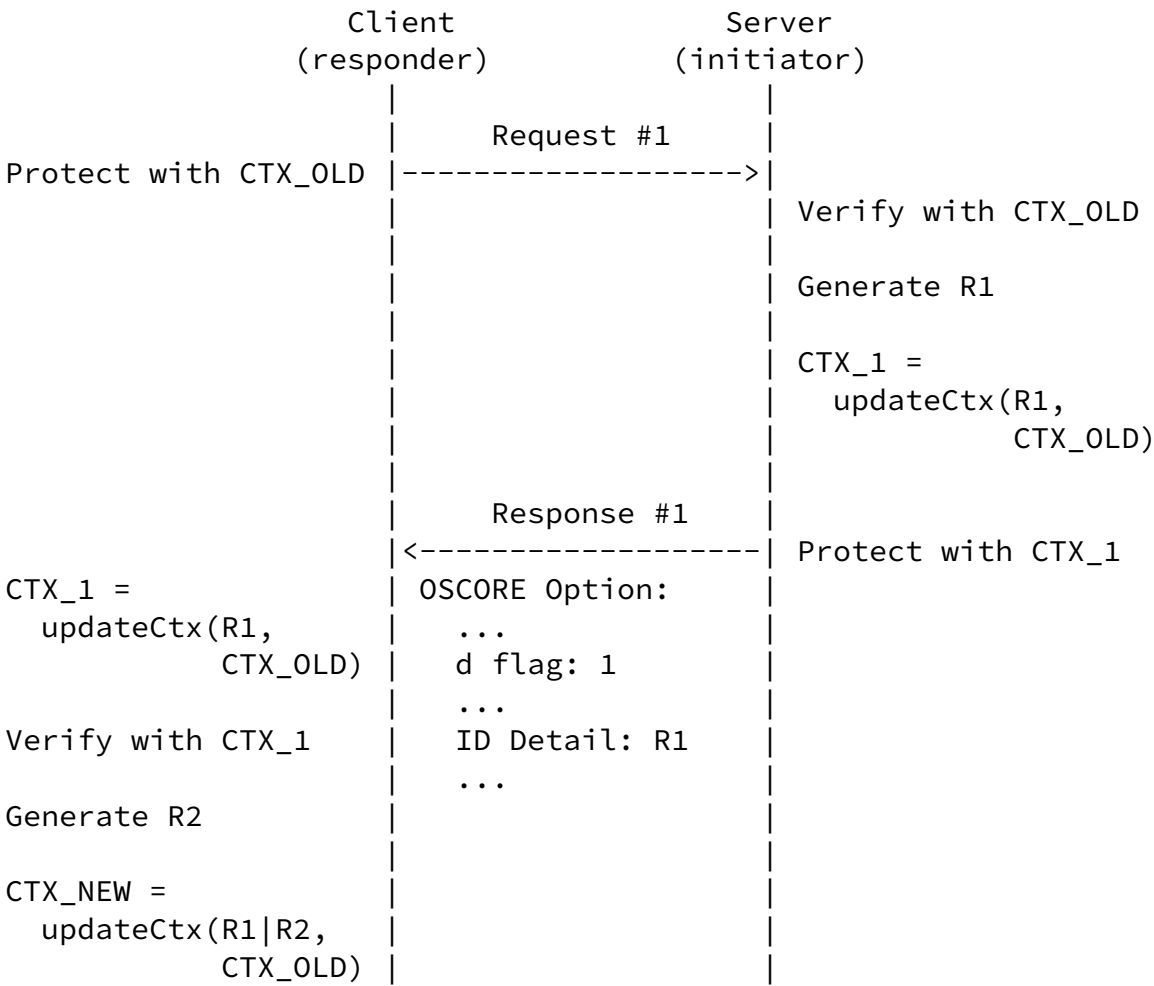 Client               Server
                (responder)          (initiator)
                     |                    |
                     |     Request #1     |
Protect with CTX_OLD |------------------->|
                     |                    | Verify with CTX_OLD
                     |                    |
                     |                    | Generate R1
                     |                    |
                     |                    | CTX_1 =
                     |                    |   updateCtx(R1,
                     |                    |             CTX_OLD)
                     |                    |
                     |     Response #1    |
                     |<-------------------| Protect with CTX_1
CTX_1 =              | OSCORE Option:     |
  updateCtx(R1,      |   ...              |
            CTX_OLD) |   d flag: 1        |
                     |   ...              |
Verify with CTX_1    |   ID Detail: R1    |
                     |   ...              |
Generate R2          |                    |
                     |                    |
CTX_NEW =            |                    |
  updateCtx(R1|R2,   |                    |
            CTX_OLD) |                    |